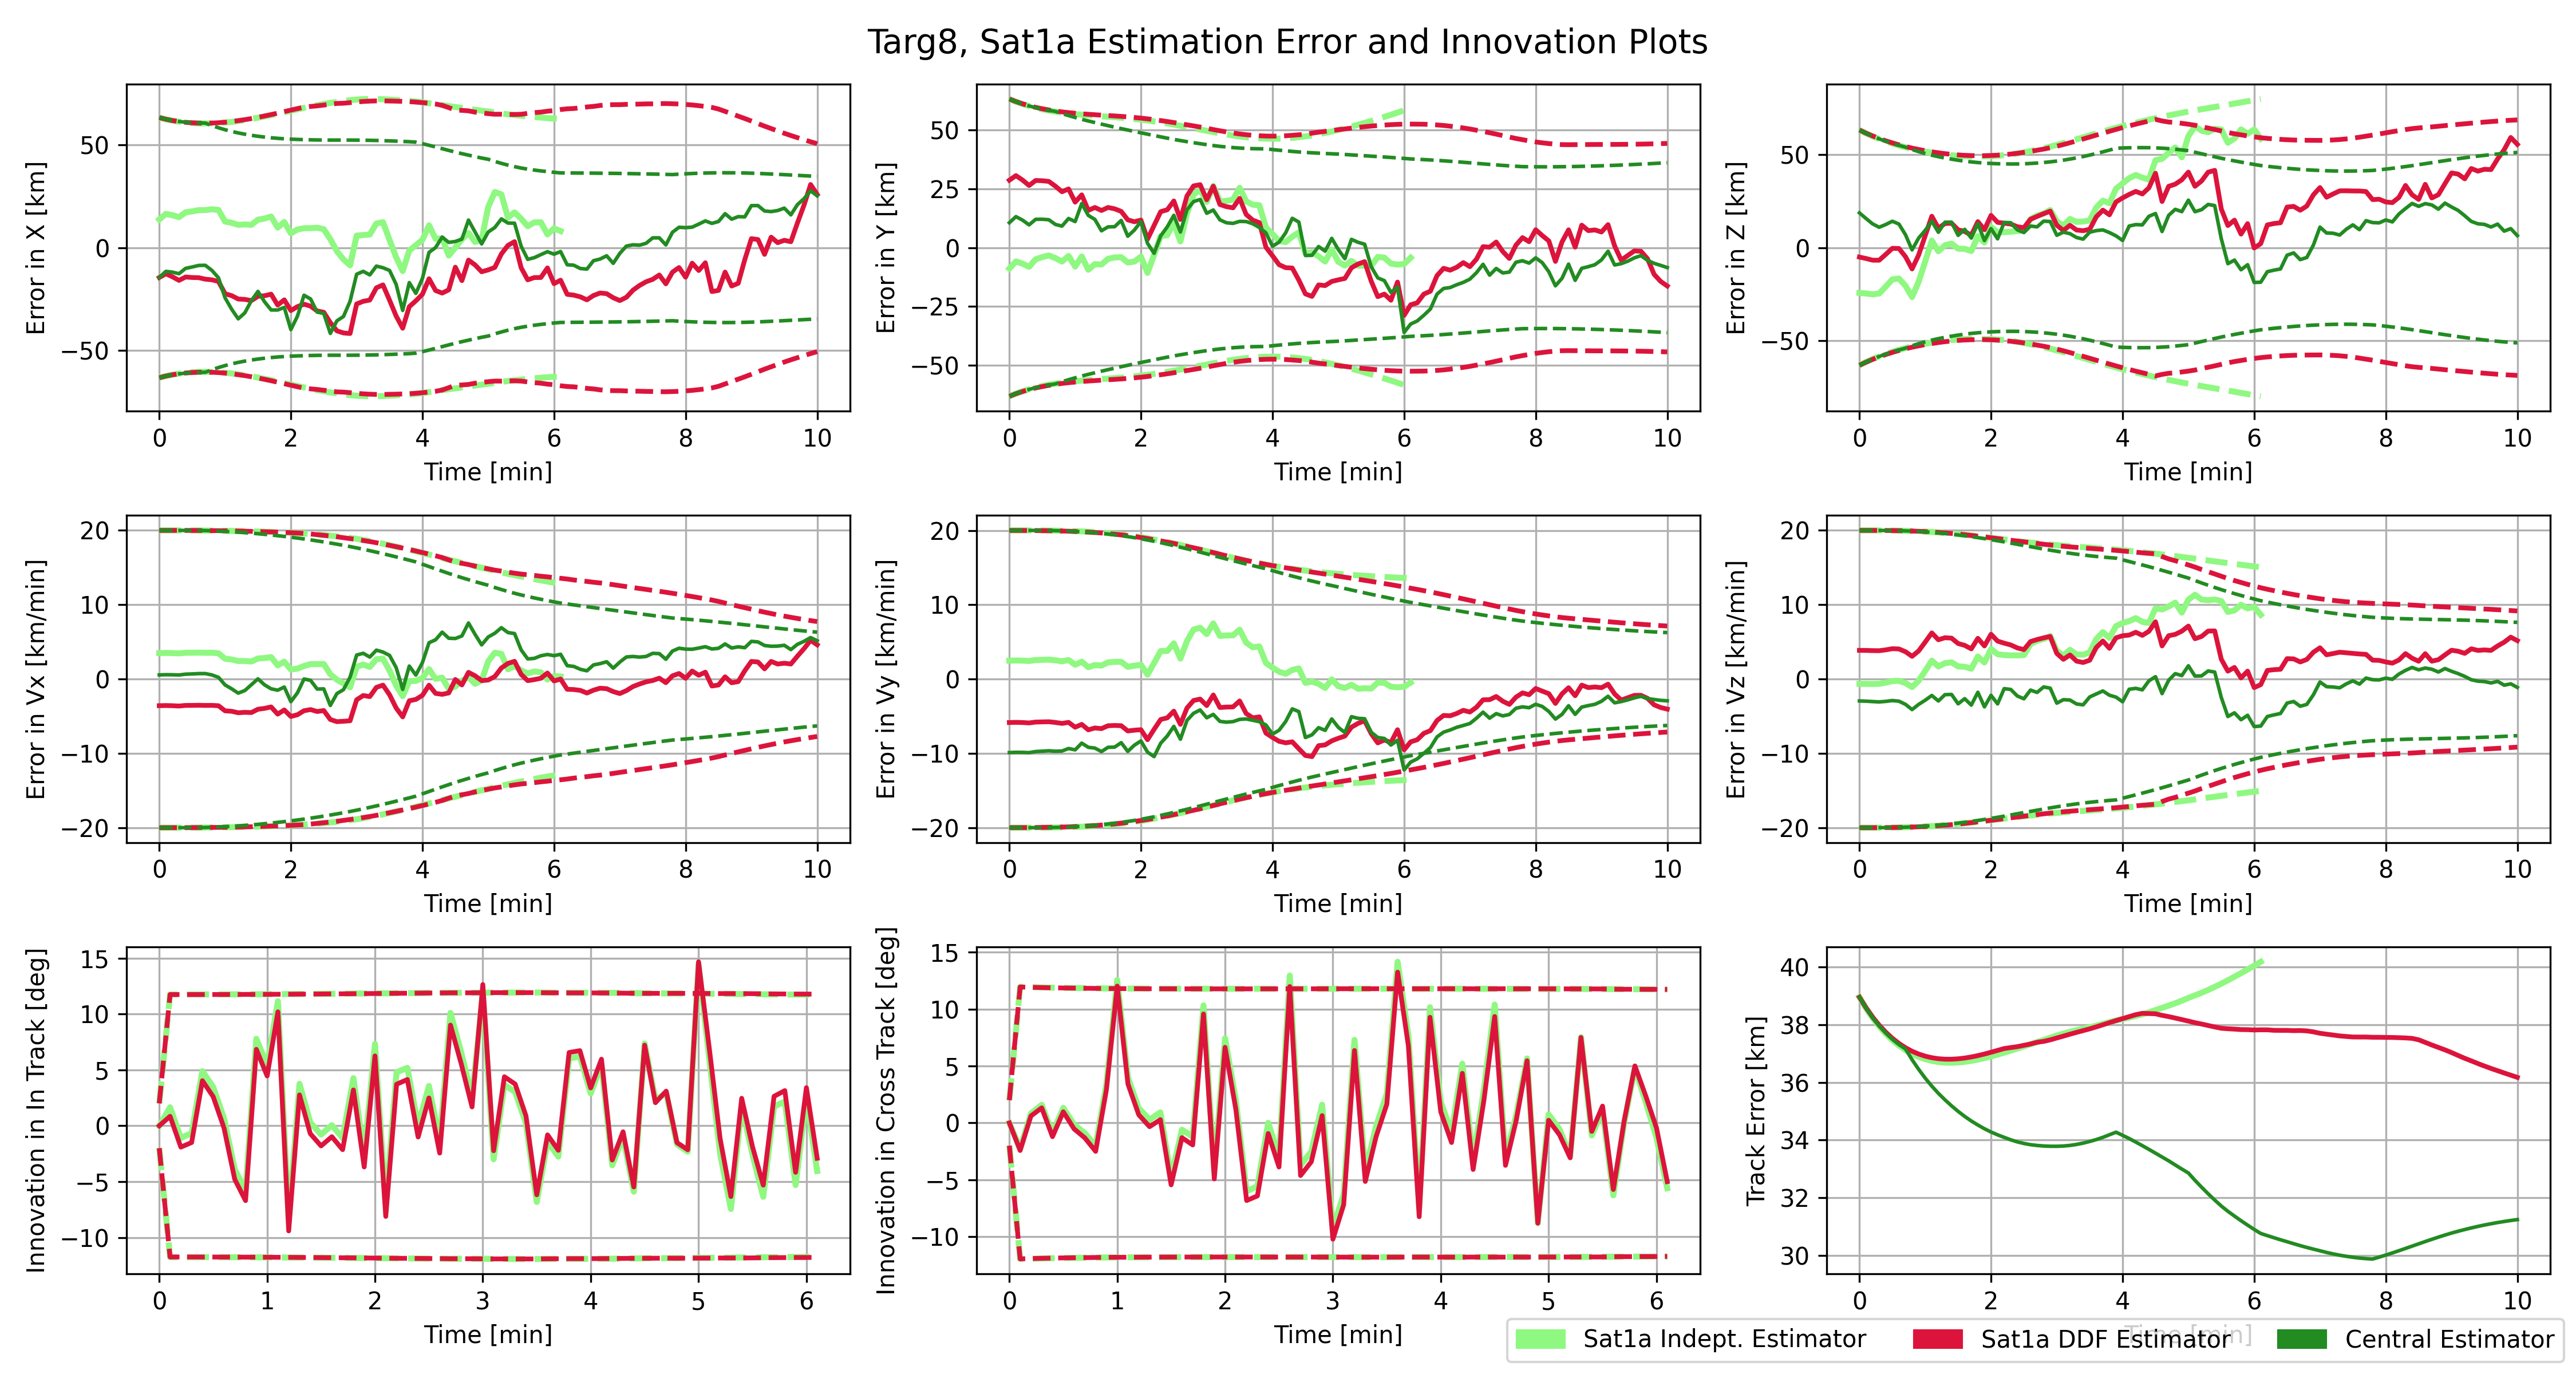 Targ8, Sat1a Estimation Error and Innovation Plots
Error in X [km]
50
0
−50
0 2 4 6 8 10
Time [min]
Error in Y [km]
50
25
0
−25
−50
0 2 4 6 8 10
Time [min]
Error in Z [km]
50
0
−50
0 2 4 6 8 10
Time [min]
Error in Vx [km/min]
20
10
0
−10
−20
0 2 4 6 8 10
Time [min]
Error in Vy [km/min]
20
10
0
−10
−20
0 2 4 6 8 10
Time [min]
Error in Vz [km/min]
20
10
0
−10
−20
0 2 4 6 8 10
Time [min]
Innovation in In Track [deg]
15
10
5
0
−5
−10
0 1 2 3 4 5 6
Time [min]
Innovation in Cross Track [deg]
15
10
5
0
−5
−10
0 1 2 3 4 5 6
Time [min]
Track Error [km]
40
38
36
34
32
30
0 2 4 6 8 10
Time [min]
Sat1a Indept. Estimator
Sat1a DDF Estimator
Central Estimator